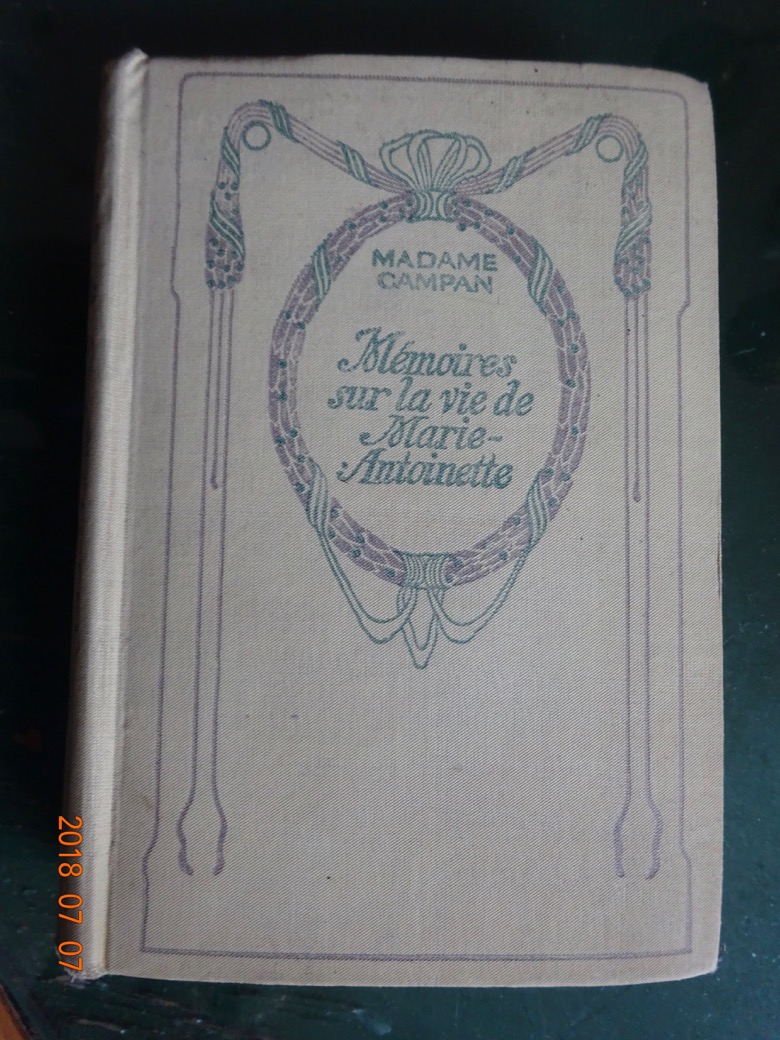 MADAME
CAMPAN
Mémoires
sur la vie de
Marie-
Antoinette
2018 07 07